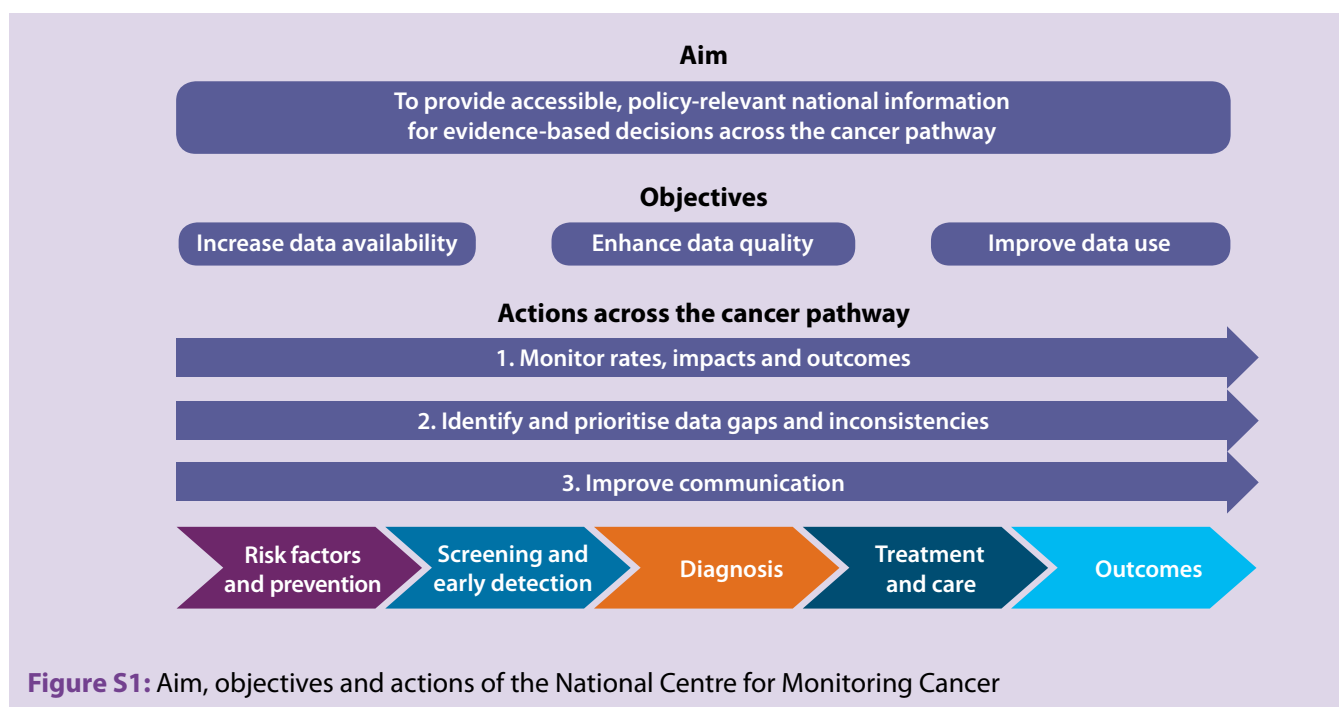 Aim
To provide accessible, policy-relevant national information
for evidence-based decisions across the cancer pathway
Objectives
Increase data availability
Enhance data quality
Improve data use
Actions across the cancer pathway
1. Monitor rates, impacts and outcomes
2. Identify and prioritise data gaps and inconsistencies
3. Improve communication
Risk factors
and prevention
Screening and
early detection
Diagnosis
Treatment
and care
Outcomes
Figure S1: Aim, objectives and actions of the National Centre for Monitoring Cancer